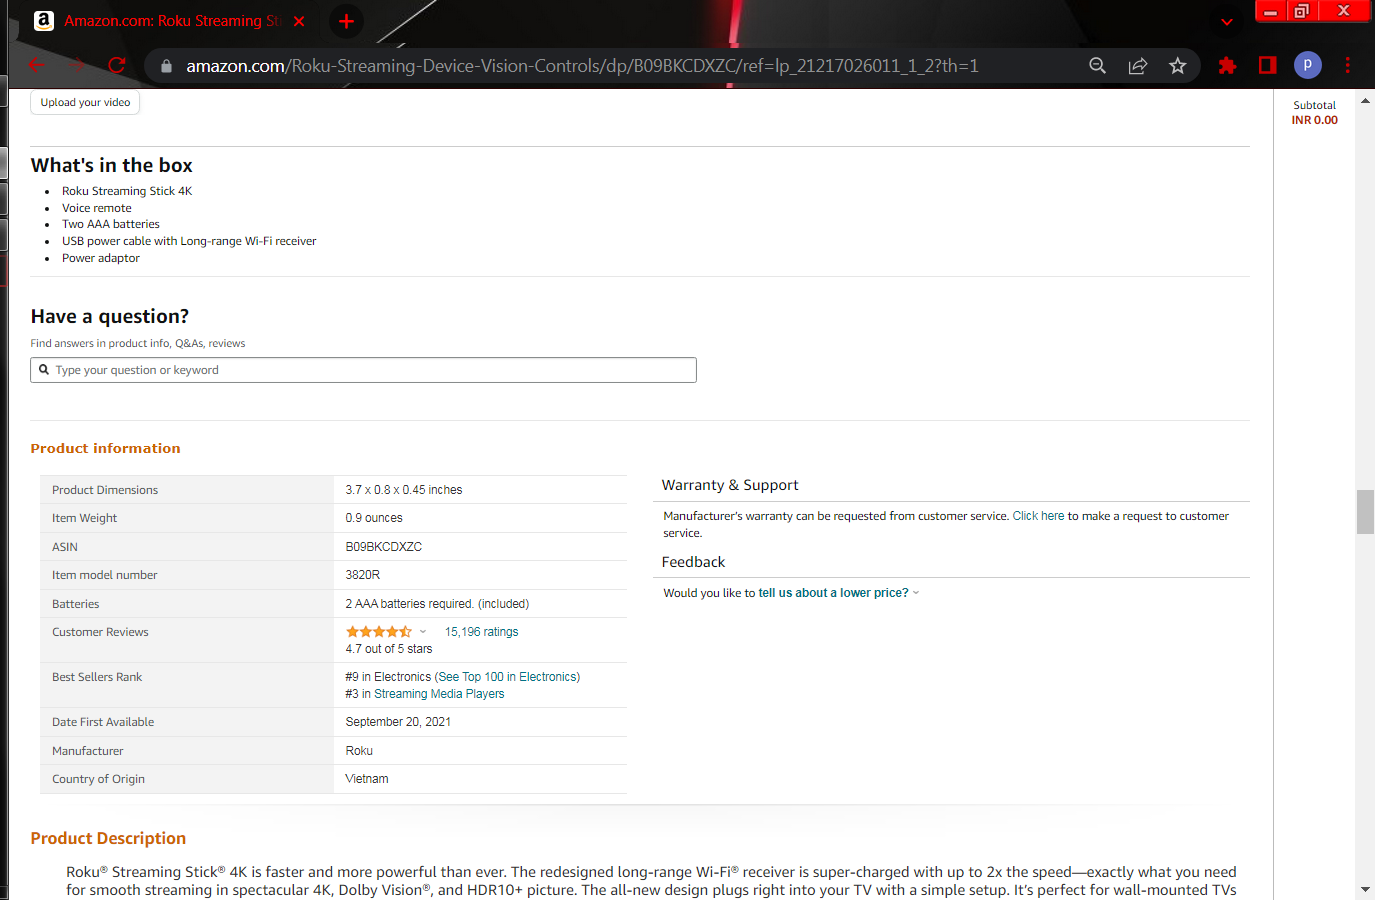 Amazon.com: Roku Streaming St
amazon.com/Roku-Streaming-Device-Vision-Controls/dp/B09BKCDXZC/ref=lp_21217026011_1_2?th=1
P
Upload your video
Subtotal
INR 0.00
What's in the box
Roku Streaming Stick 4K
Voice remote
Two AAA batteries
USB power cable with Long-range Wi-Fi receiver
Power adaptor
Have a question?
Find answers in product info, Q&As, reviews
Type your question or keyword
Product information
Product Dimensions 3.7 x 0.8 x 0.45 inches
Item Weight 0.9 ounces
ASIN B09BKCDXZC
Item model number 3820R
Batteries 2 AAA batteries required. (included)
Customer Reviews 15,196 ratings
4.7 out of 5 stars
Best Sellers Rank #9 in Electronics (See Top 100 in Electronics)
#3 in Streaming Media Players
Date First Available September 20, 2021
Manufacturer Roku
Country of Origin Vietnam
Warranty & Support
Manufacturer's warranty can be requested from customer service. Click here to make a request to customer
service.
Feedback
Would you like to tell us about a lower price?
Product Description
Roku® Streaming Stick® 4K is faster and more powerful than ever. The redesigned long-range Wi-Fi® receiver is super-charged with up to 2x the speed—exactly what you need
for smooth streaming in spectacular 4K, Dolby Vision®, and HDR10+ picture. The all-new design plugs right into your TV with a simple setup. It's perfect for wall-mounted TVs